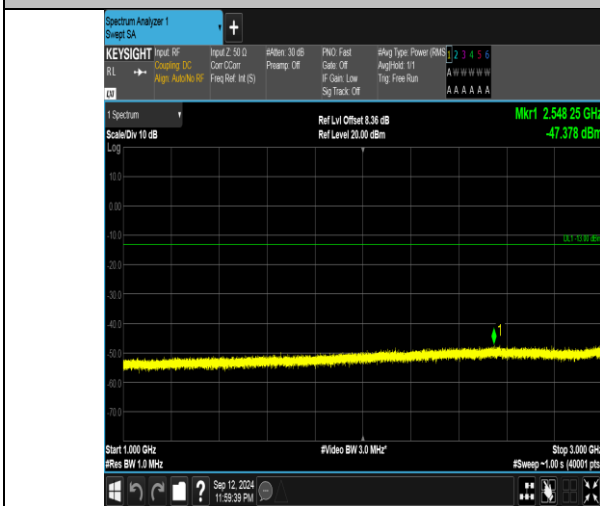 Spectrum Analyzer 1
Swept SA
+
KEYSIGHT Input: RF Input Z: 50 Ω #Atten: 30 dB PNO: Fast #Avg Type: Power (RMS 1 2 3 4 5 6
RL Coupling: DC Corr CCorr Preamp: Off Gate: Off Avg|Hold: 1/1 A W W W W W
Align: Auto/No RF Freq Ref: Int (S) IF Gain: Low Trig: Free Run
Sig Track: Off A A A A A A
LXI
1 Spectrum Ref Lvl Offset 8.36 dB Mkr1 2.548 25 GHz
Scale/Div 10 dB Ref Level 20.00 dBm -47.378 dBm
Log
10.0
0.00
-10.0
DL1 -13.00 dBm
-20.0
-30.0
-40.0
1
-50.0
-60.0
-70.0
Start 1.000 GHz #Video BW 3.0 MHz* Stop 3.000 GHz
#Res BW 1.0 MHz #Sweep ~1.00 s (40001 pts
? Sep 12, 2024
11:59:39 PM